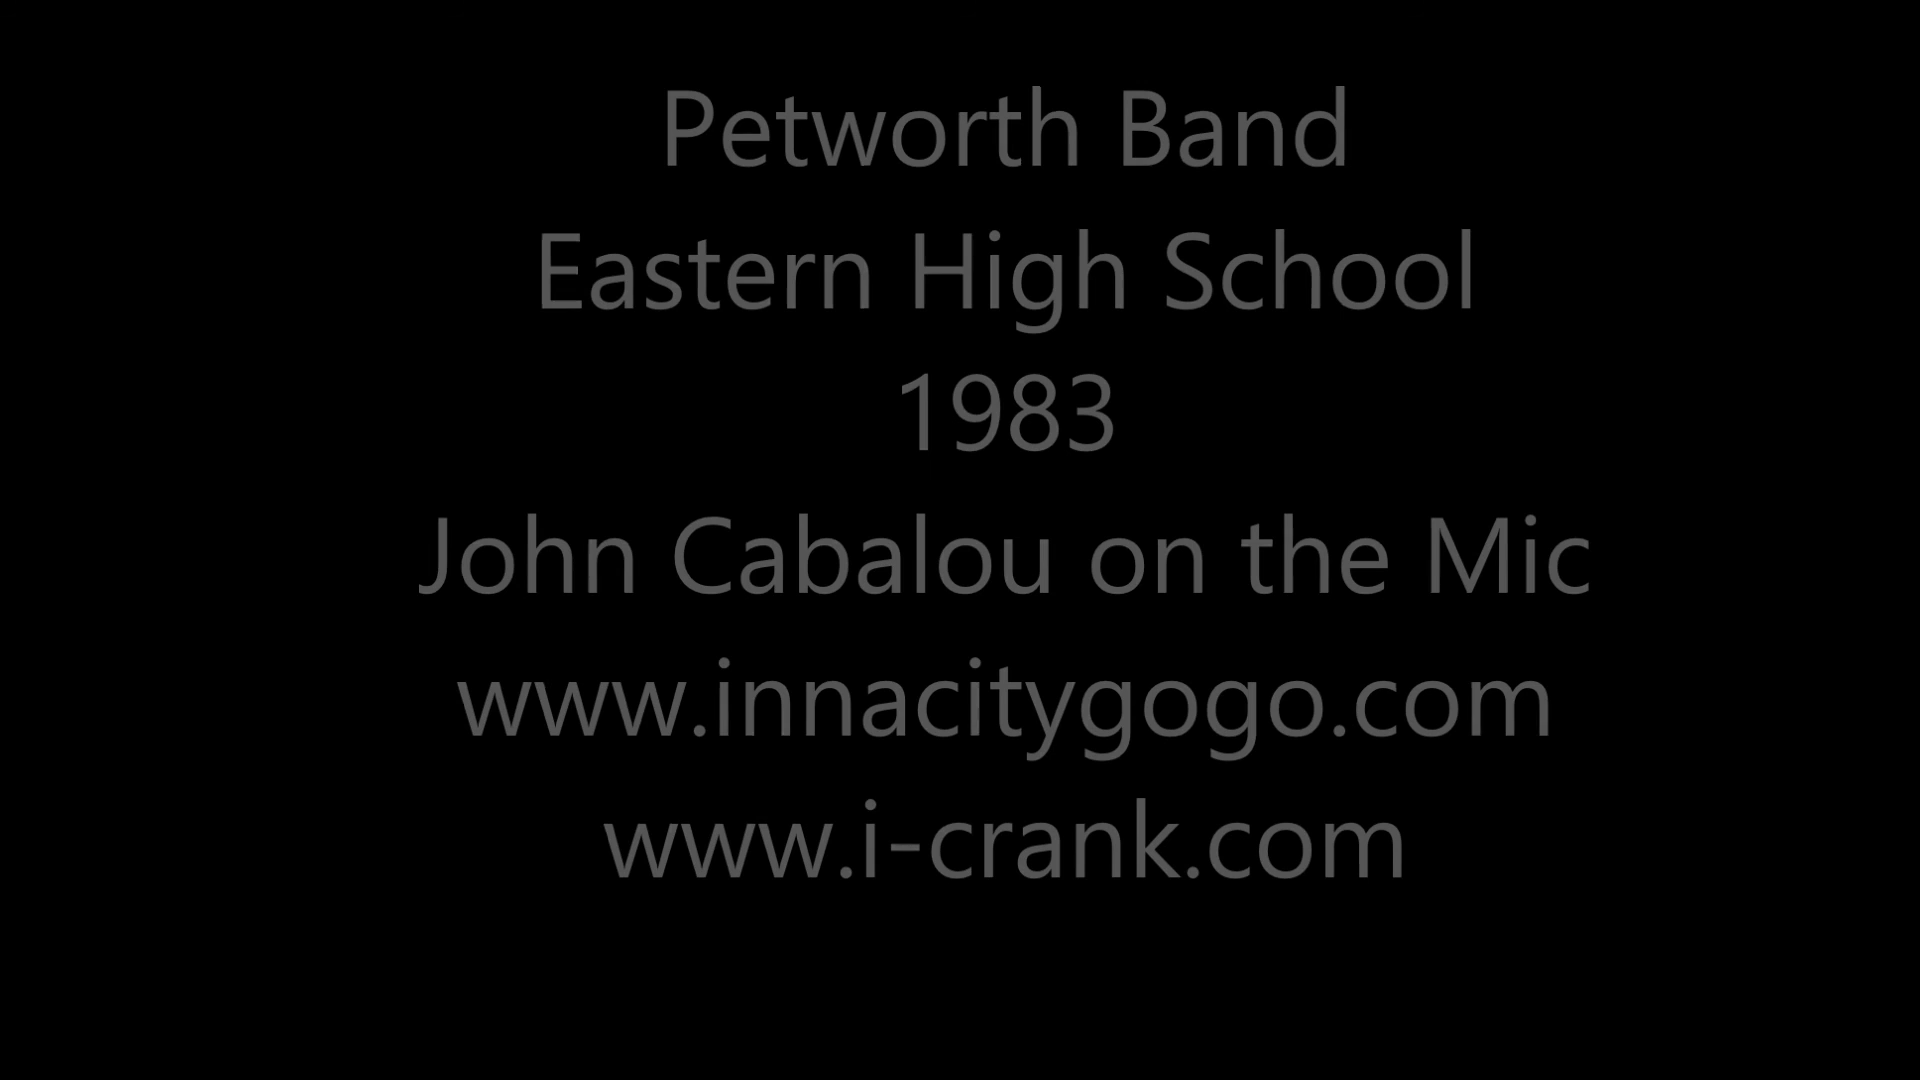 Petworth Band
Eastern High School
1983
John Cabalou on the Mic
www.innacitygogo.com
www.i-crank.com